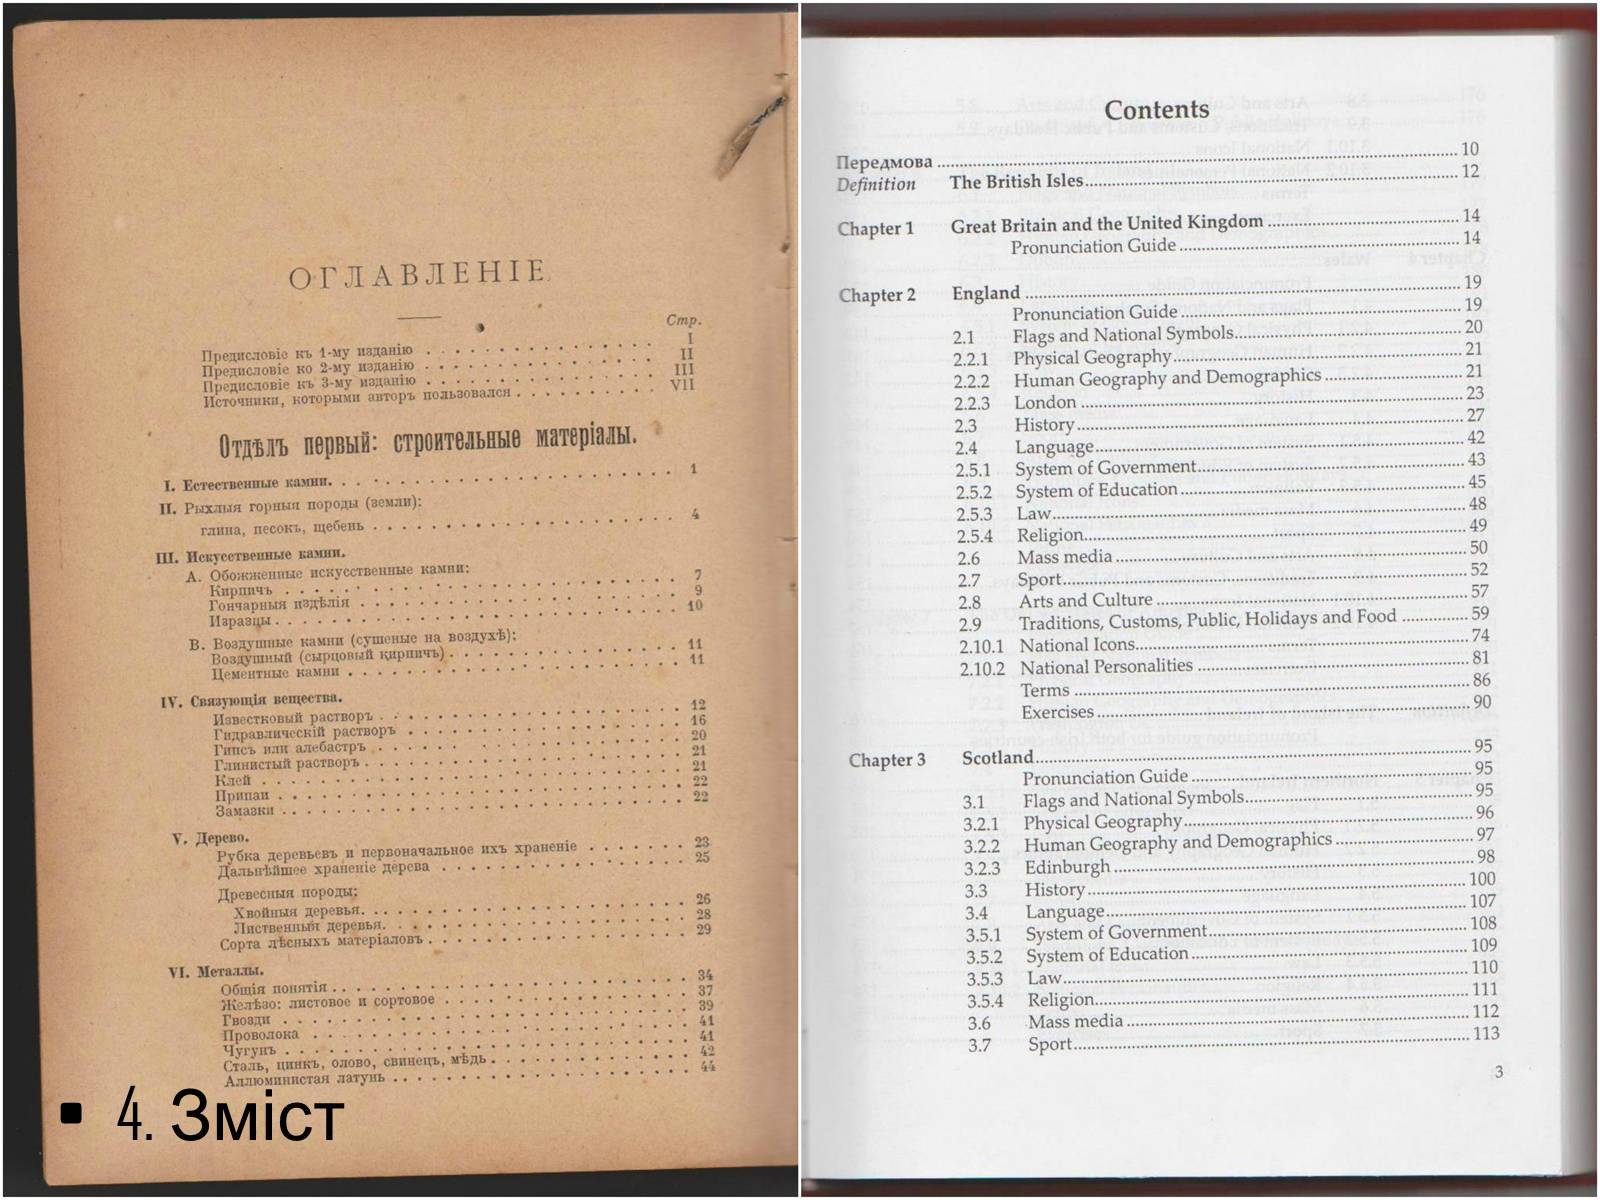 ОГЛАВЛЕНІЕ
Стр.
Предисловіе къ 1-му изданію . . . . . . . . . . . . . I
Предисловіе ко 2-му изданію . . . . . . . . . . . . . II
Предисловіе къ 3-му изданію . . . . . . . . . . . . . III
Источники, которыми авторъ пользовался . . . . . . . . VII
Отдѣлъ первый: строительные матеріалы.
I. Естественные камни. . . . . . . . . . . . . . . . 1
II. Рыхлыя горныя породы (земли):
глина, песокъ, щебень . . . . . . . . . . . . . . . 4
III. Искусственные камни.
А. Обожженные искусственные камни:
Кирпичъ . . . . . . . . . . . . . . . . . . 7
Гончарныя издѣлія . . . . . . . . . . . . . . 9
Изразцы . . . . . . . . . . . . . . . . . . 10
В. Воздушные камни (сушеные на воздухѣ):
Воздушный (сырцовый кирпичъ) . . . . . . . . . . 11
Цементные камни . . . . . . . . . . . . . . . 11
IV. Связующія вещества.
Известковый растворъ . . . . . . . . . . . . . 12
Гидравлическій растворъ . . . . . . . . . . . . 16
Гипсъ или алебастръ . . . . . . . . . . . . . 20
Глинистый растворъ . . . . . . . . . . . . . . 21
Клей . . . . . . . . . . . . . . . . . . . 21
Припаи . . . . . . . . . . . . . . . . . . 22
Замазки . . . . . . . . . . . . . . . . . . 22
V. Дерево.
Рубка деревьевъ и первоначальное ихъ храненіе . . . . . . . 23
Дальнѣйшее храненіе дерева . . . . . . . . . . . . 25
Древесныя породы:
Хвойныя деревья. . . . . . . . . . . . . . . 26
Лиственныя деревья. . . . . . . . . . . . . . 28
Сорта лѣсныхъ матеріаловъ . . . . . . . . . . . . 29
VI. Металлы.
Общія понятія . . . . . . . . . . . . . . . . 34
Желѣзо: листовое и сортовое . . . . . . . . . . . . 37
Гвозди . . . . . . . . . . . . . . . . . . 39
Проволока . . . . . . . . . . . . . . . . . 41
Чугунъ . . . . . . . . . . . . . . . . . . 41
Сталь, цинкъ, олово, свинецъ, мѣдь . . . . . . . . . . 42
Аллюминистая латунь . . . . . . . . . . . . . . 44
▪ 4. Зміст
Contents
Передмова ........ 10
Definition The British Isles ........ 12
Chapter 1 Great Britain and the United Kingdom ........ 14
Pronunciation Guide ........ 14
Chapter 2 England ........ 19
Pronunciation Guide ........ 19
2.1 Flags and National Symbols ........ 20
2.2.1 Physical Geography ........ 21
2.2.2 Human Geography and Demographics ........ 21
2.2.3 London ........ 23
2.3 History ........ 27
2.4 Language ........ 42
2.5.1 System of Government ........ 43
2.5.2 System of Education ........ 45
2.5.3 Law ........ 48
2.5.4 Religion ........ 49
2.6 Mass media ........ 50
2.7 Sport ........ 52
2.8 Arts and Culture ........ 57
2.9 Traditions, Customs, Public, Holidays and Food ........ 59
2.10.1 National Icons ........ 74
2.10.2 National Personalities ........ 81
Terms ........ 86
Exercises ........ 90
Chapter 3 Scotland ........ 95
Pronunciation Guide ........ 95
3.1 Flags and National Symbols ........ 95
3.2.1 Physical Geography ........ 96
3.2.2 Human Geography and Demographics ........ 97
3.2.3 Edinburgh ........ 98
3.3 History ........ 100
3.4 Language ........ 107
3.5.1 System of Government ........ 108
3.5.2 System of Education ........ 109
3.5.3 Law ........ 110
3.5.4 Religion ........ 111
3.6 Mass media ........ 112
3.7 Sport ........ 113
3